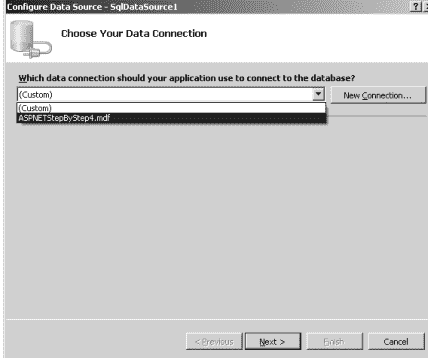 Configure Data Source - SqlDataSource1
Choose Your Data Connection
Which data connection should your application use to connect to the database?
(Custom)
New Connection...
(Custom)
ASPNETStepByStep4.mdf
< Previous
Next >
Finish
Cancel